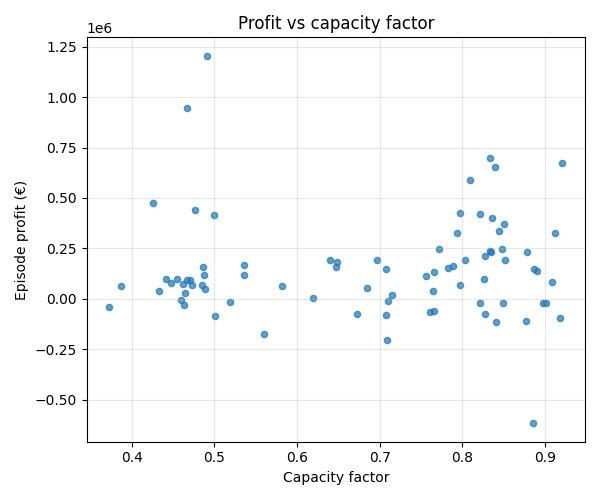 Profit vs capacity factor
1e6
1.25
1.00
0.75
0.50
0.25
0.00
−0.25
−0.50
Episode profit (€)
0.4 0.5 0.6 0.7 0.8 0.9
Capacity factor